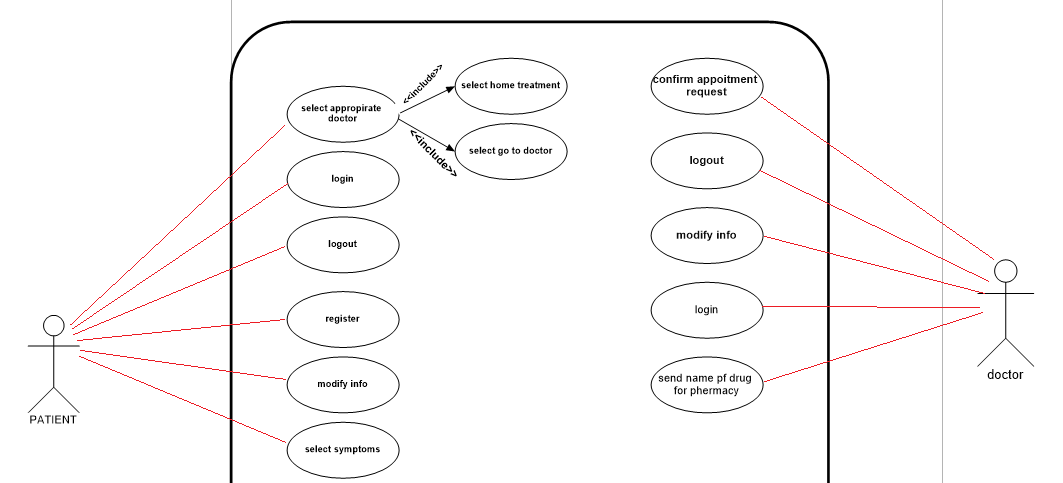 <<include>>
select home treatment
confirm appoitment
request
select appropirate
doctor
<<include>>
select go to doctor
logout
login
modify info
logout
register
login
modify info
send name pf drug
for phermacy
doctor
PATIENT
select symptoms